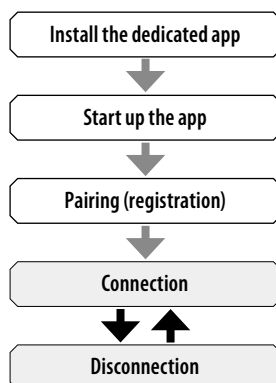 Install the dedicated app
Start up the app
Pairing (registration)
Connection
Disconnection